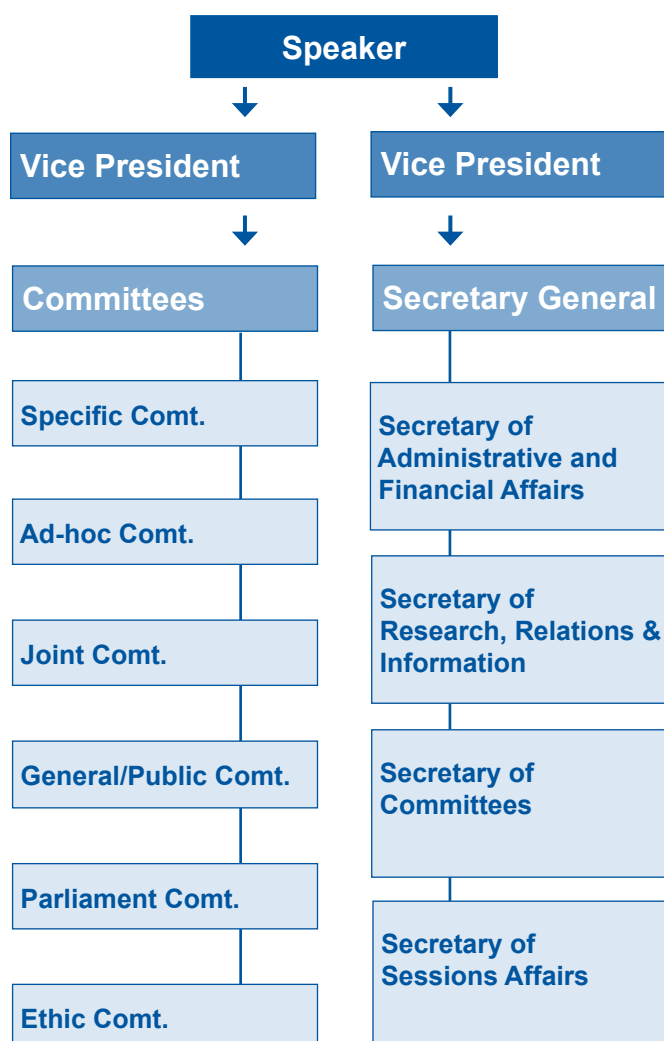 Speaker
Vice President
Vice President
Committees
Secretary General
Specific Comt.
Ad-hoc Comt.
Joint Comt.
General/Public Comt.
Parliament Comt.
Ethic Comt.
Secretary of
Administrative and
Financial Affairs
Secretary of
Research, Relations &
Information
Secretary of
Committees
Secretary of
Sessions Affairs